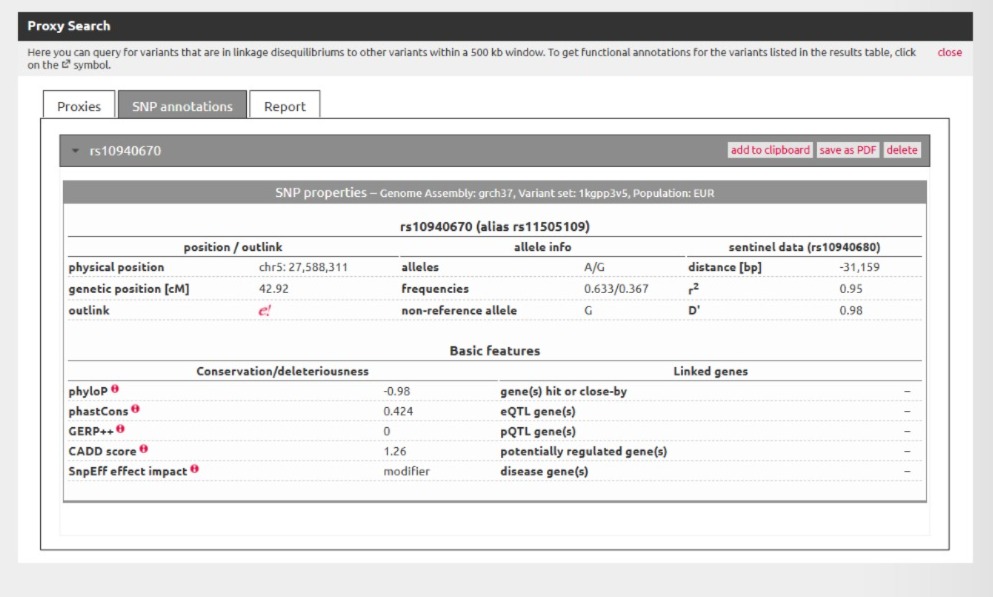 Proxy Search
Here you can query for variants that are in linkage disequilibriums to other variants within a 500 kb window. To get functional annotations for the variants listed in the results table, click close
on the symbol.
Proxies SNP annotations Report
rs10940670 add to clipboard save as PDF delete
SNP properties – Genome Assembly: grch37, Variant set: 1kgpp3v5, Population: EUR
rs10940670 (alias rs11505109)
position / outlink allele info sentinel data (rs10940680)
physical position chr5: 27,588,311 alleles A/G distance [bp] -31,159
genetic position [cM] 42.92 frequencies 0.633/0.367 r² 0.95
outlink e! non-reference allele G D' 0.98
Basic features
Conservation/deleteriousness Linked genes
phyloP -0.98 gene(s) hit or close-by –
phastCons 0.424 eQTL gene(s) –
GERP++ 0 pQTL gene(s) –
CADD score 1.26 potentially regulated gene(s) –
SnpEff effect impact modifier disease gene(s) –